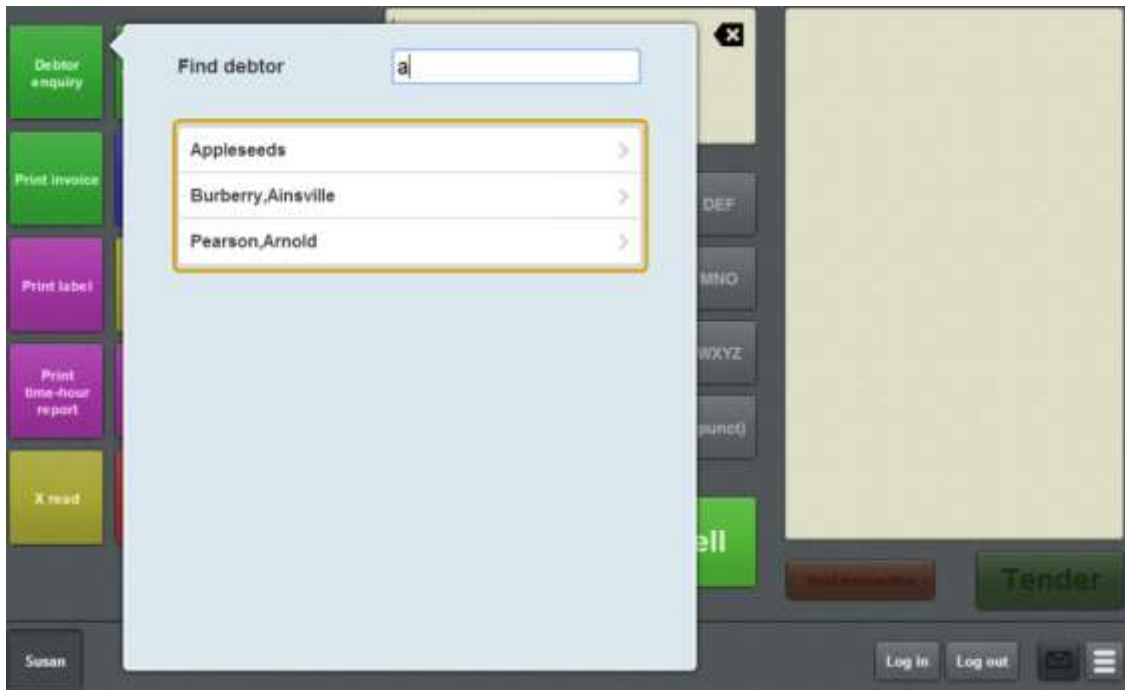 Debtor
enquiry
Print invoice
Print label
Print
time-hour
report
X read
Find debtor
a
Appleseeds
Burberry,Ainsville
Pearson,Arnold
DEF
MNO
WXYZ
punct)
ell
Tender
Susan
Log in
Log out